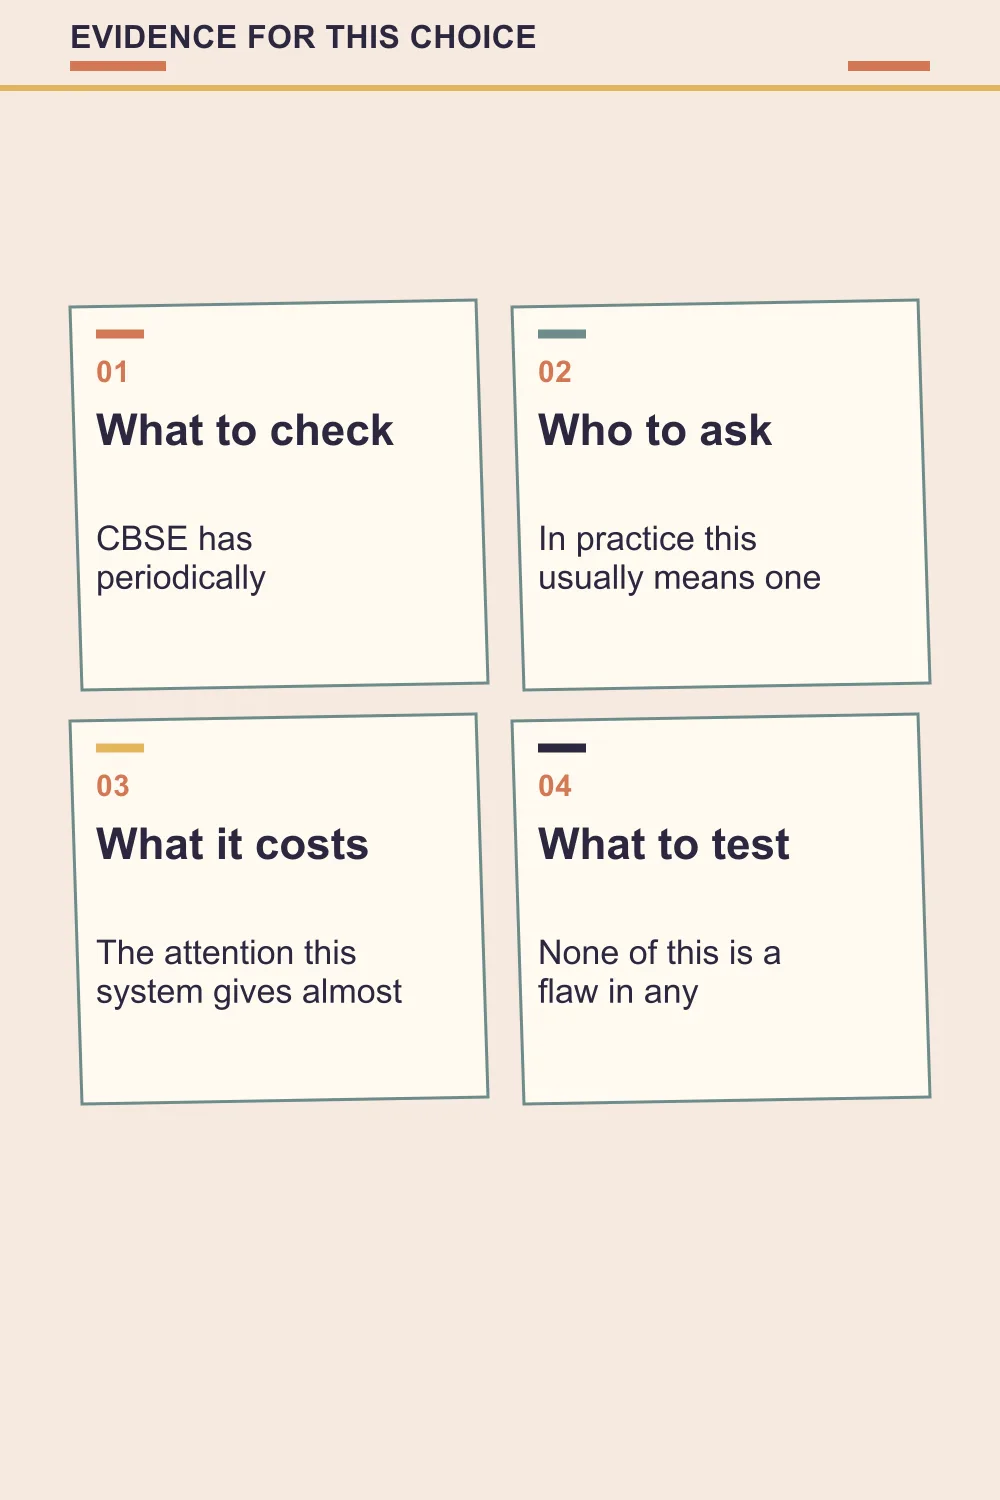 EVIDENCE FOR THIS CHOICE
01
What to check
CBSE has
periodically
02
Who to ask
In practice this
usually means one
03
What it costs
The attention this
system gives almost
04
What to test
None of this is a
flaw in any